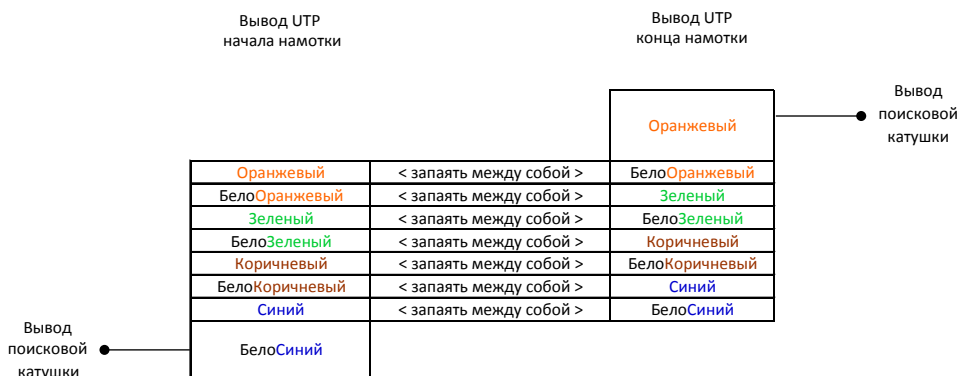 Вывод UTP
начала намотки
Вывод UTP
конца намотки
Вывод
поисковой
катушки
Оранжевый
Оранжевый < запаять между собой > БелоОранжевый
БелоОранжевый < запаять между собой > Зеленый
Зеленый < запаять между собой > БелоЗеленый
БелоЗеленый < запаять между собой > Коричневый
Коричневый < запаять между собой > БелоКоричневый
БелоКоричневый < запаять между собой > Синий
Синий < запаять между собой > БелоСиний
Вывод
поисковой
катушки
БелоСиний